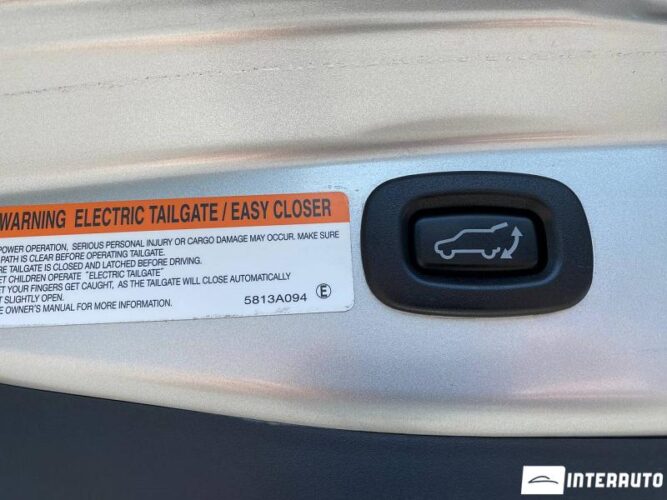 WARNING ELECTRIC TAILGATE / EASY CLOSER
POWER OPERATION, SERIOUS PERSONAL INJURY OR CARGO DAMAGE MAY OCCUR. MAKE SURE
PATH IS CLEAR BEFORE OPERATING TAILGATE.
RE TAILGATE IS CLOSED AND LATCHED BEFORE DRIVING.
ET CHILDREN OPERATE "ELECTRIC TAILGATE"
ET YOUR FINGERS GET CAUGHT, AS THE TAILGATE WILL CLOSE AUTOMATICALLY
T SLIGHTLY OPEN.
E OWNER'S MANUAL FOR MORE INFORMATION. 5813A094 E
INTERAUTO